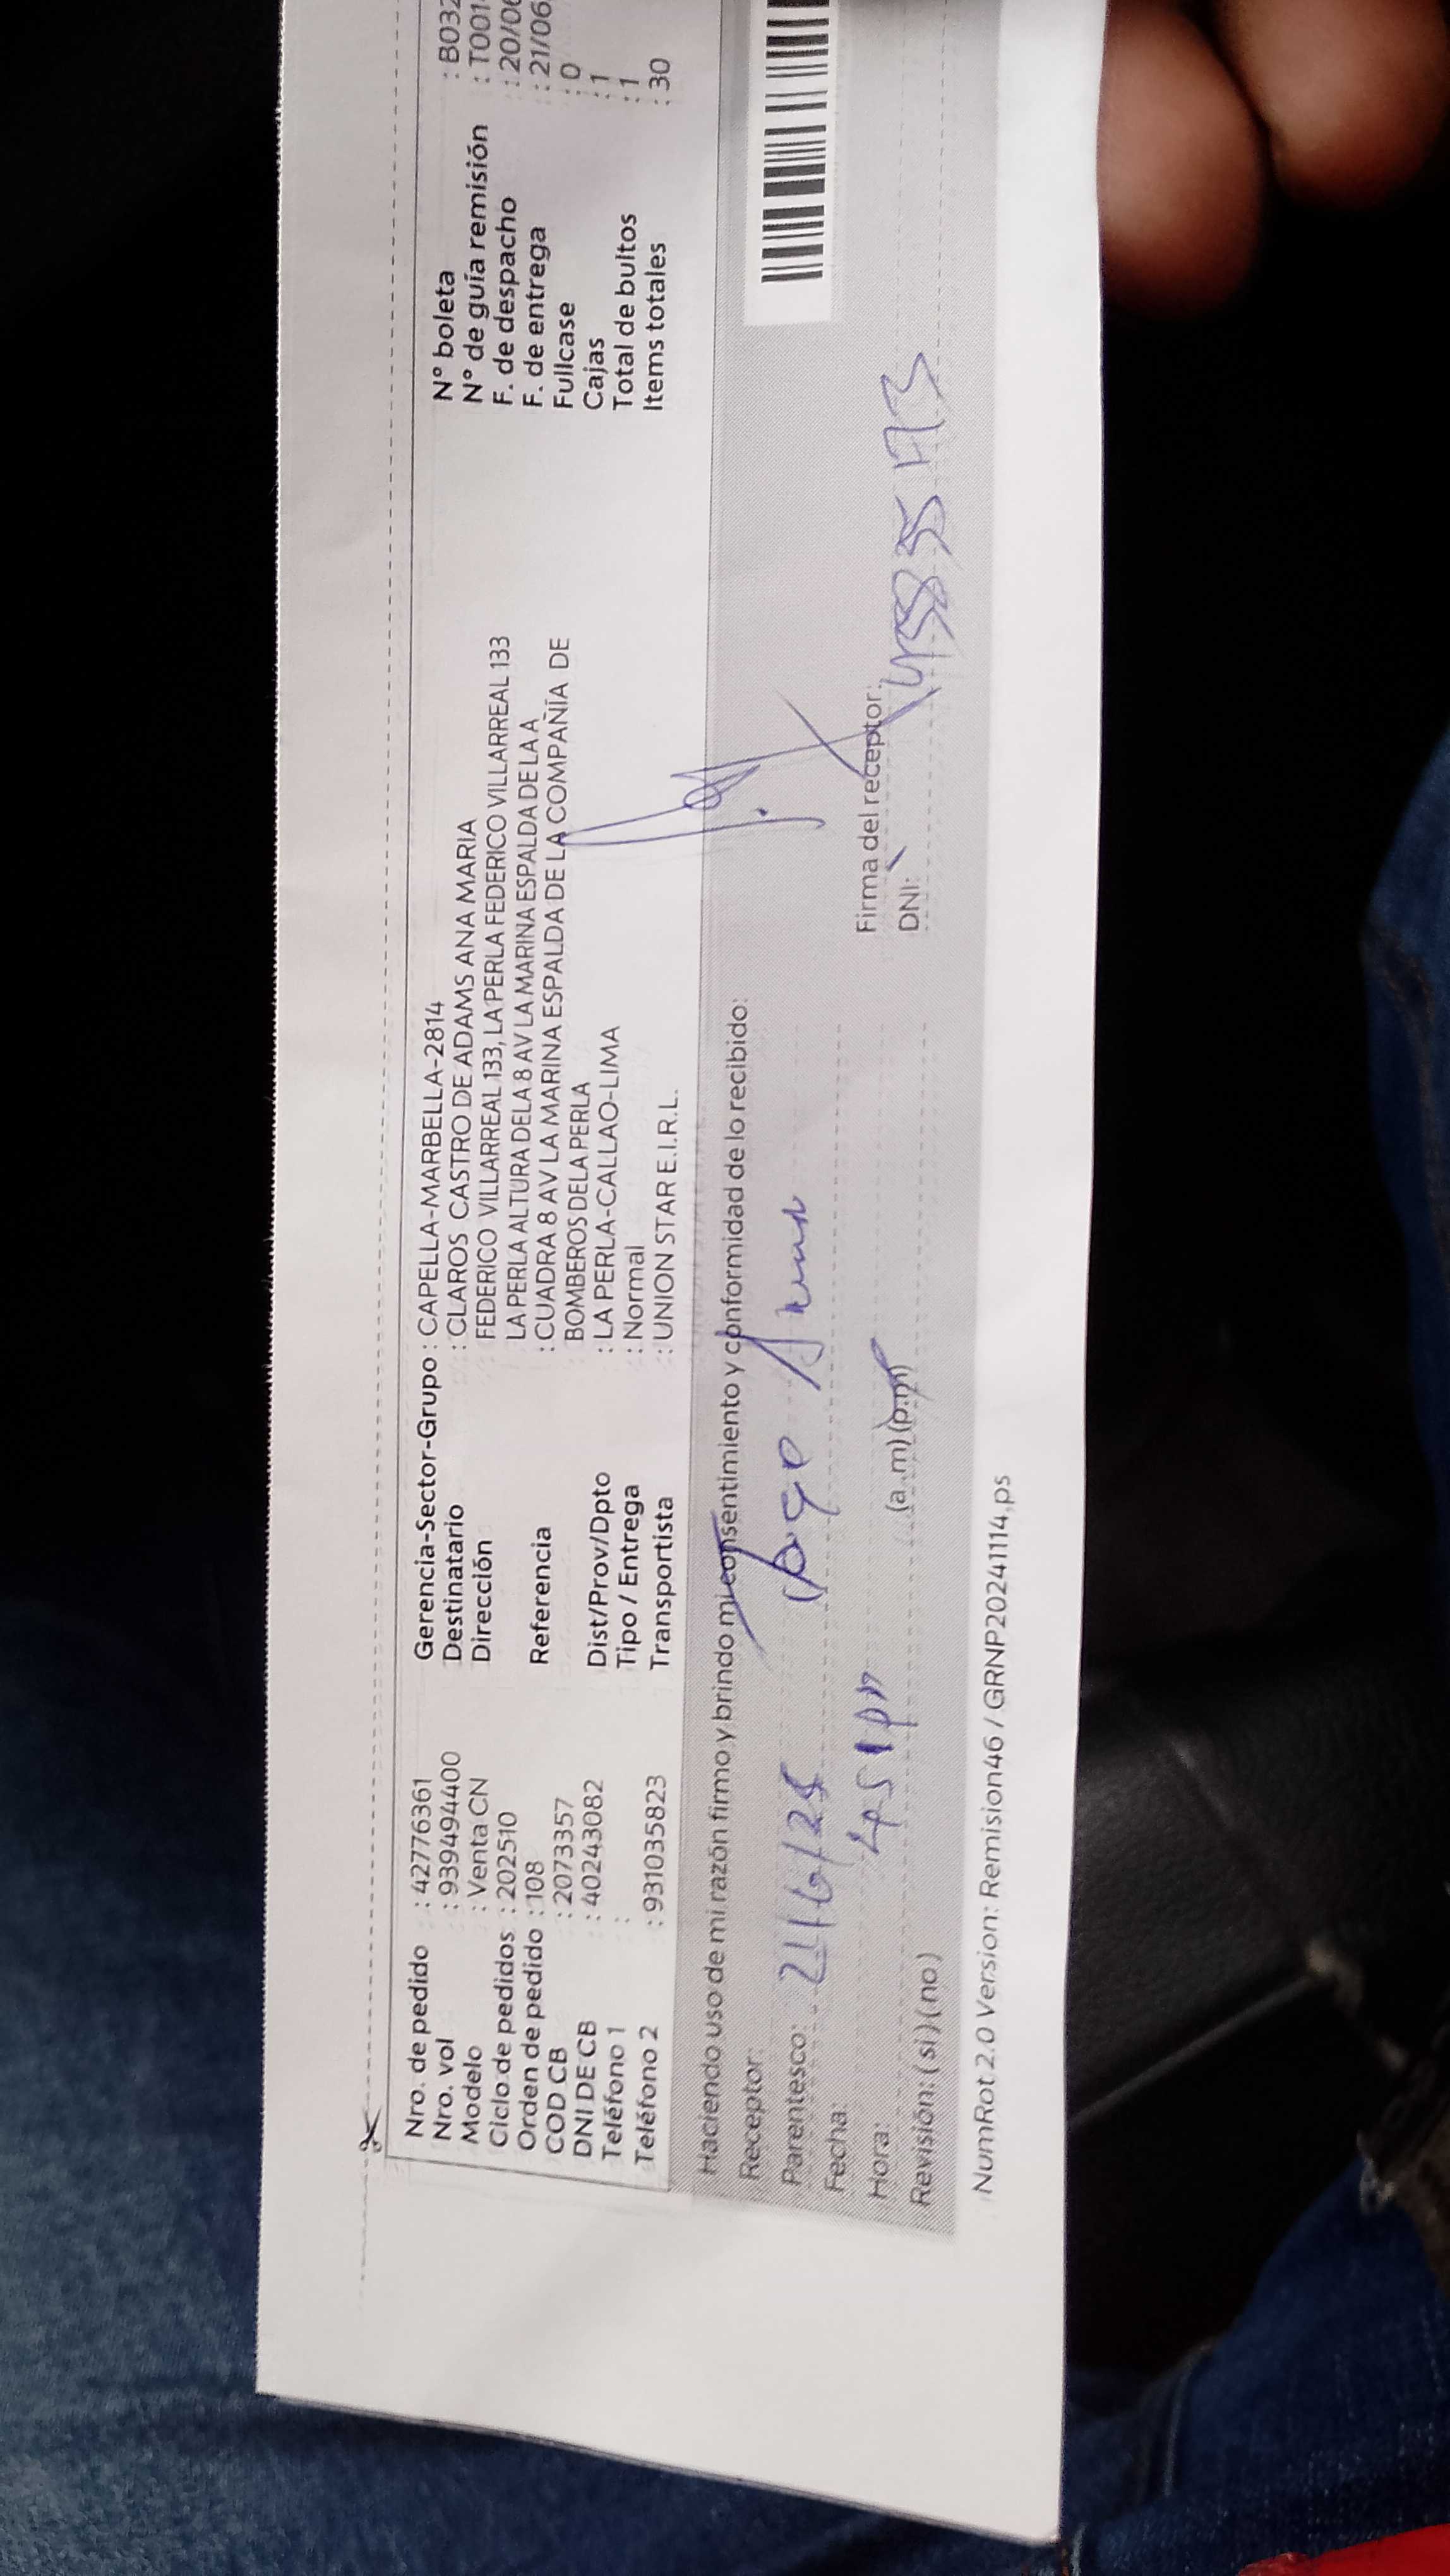 Nro. de pedido : 42776361
Nro. vol : 939494400
Modelo : Venta CN
Ciclo de pedidos : 202510
Orden de pedido : 108
COD CB : 2073357
DNI DE CB : 40243082
Teléfono 1 :
Teléfono 2 : 931035823
Gerencia-Sector-Grupo : CAPELLA-MARBELLA-2814
Destinatario : CLAROS CASTRO DE ADAMS ANA MARIA
Dirección FEDERICO VILLARREAL 133, LA PERLA FEDERICO VILLARREAL 133
LA PERLA ALTURA DELA 8 AV LA MARINA ESPALDA DE LA A
Referencia : CUADRA 8 AV LA MARINA ESPALDA DE LA COMPAÑÍA DE
BOMBEROS DE LA PERLA
Dist/Prov/Dpto : LA PERLA-CALLAO-LIMA
Tipo / Entrega : Normal
Transportista : UNION STAR E.I.R.L.
N° boleta : B032
N° de guía remisión : T001
F. de despacho : 20/06
F. de entrega : 21/06
Fullcase : 0
Cajas : 1
Total de bultos : 1
Items totales : 30
Haciendo uso de mi razón firmo y brindo mi consentimiento y conformidad de lo recibido:
Receptor:
Parentesco:
Fecha: 21/6/25
Hora: (a.m) (p.m)
Revisión: (si) (no)
Firma del receptor:
DNI:
NumRot 2.0 Version: Remision46 / GRNP20241114.ps